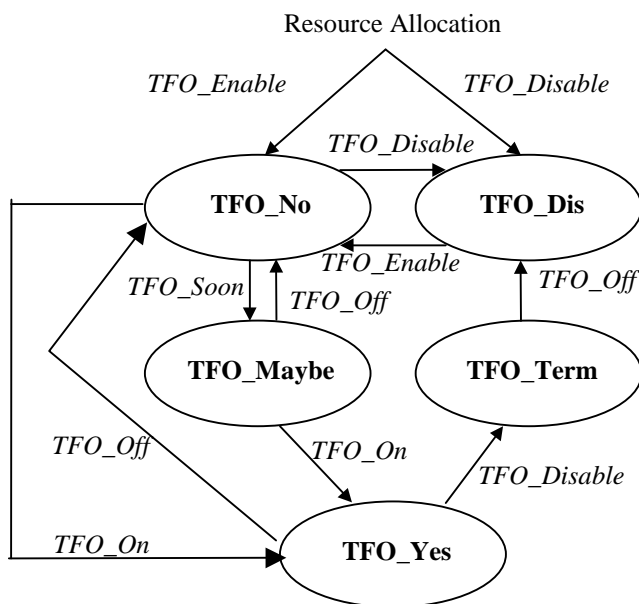 Resource Allocation
TFO_Enable
TFO_Disable
TFO_Disable
TFO_No
TFO_Dis
TFO_Enable
TFO_Soon
TFO_Off
TFO_Off
TFO_Maybe
TFO_Term
TFO_Off
TFO_On
TFO_Disable
TFO_On
TFO_Yes